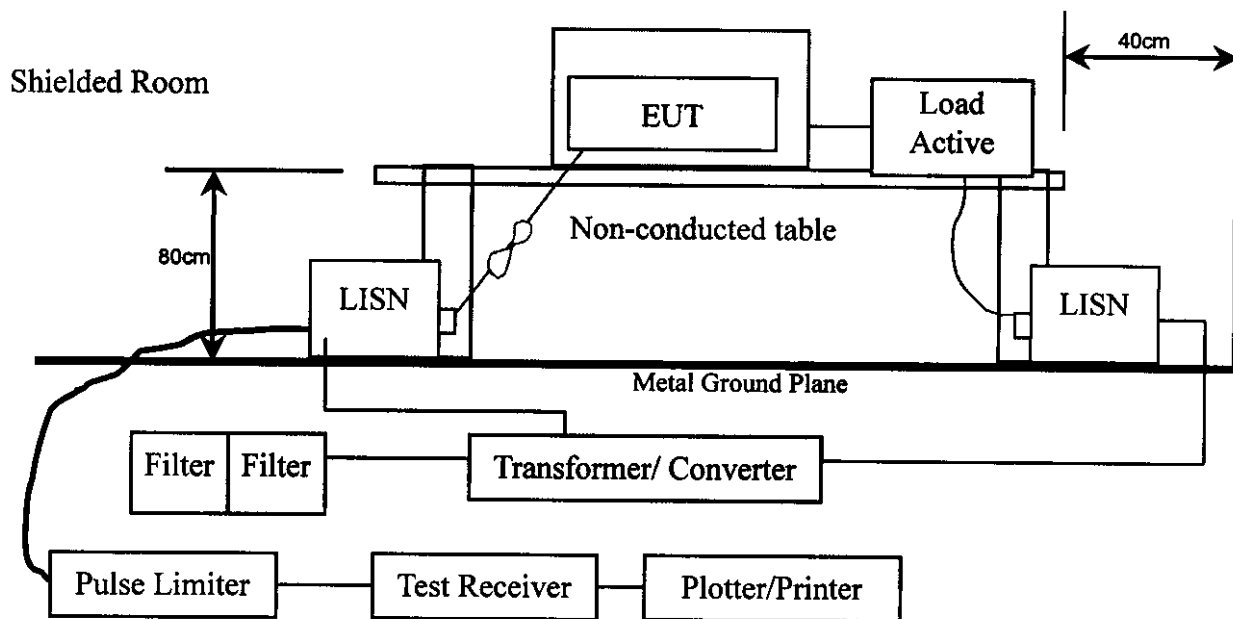 40cm
Shielded Room
EUT
Load
Active
80cm
Non-conducted table
LISN
LISN
Metal Ground Plane
Filter
Filter
Transformer/ Converter
Pulse Limiter
Test Receiver
Plotter/Printer